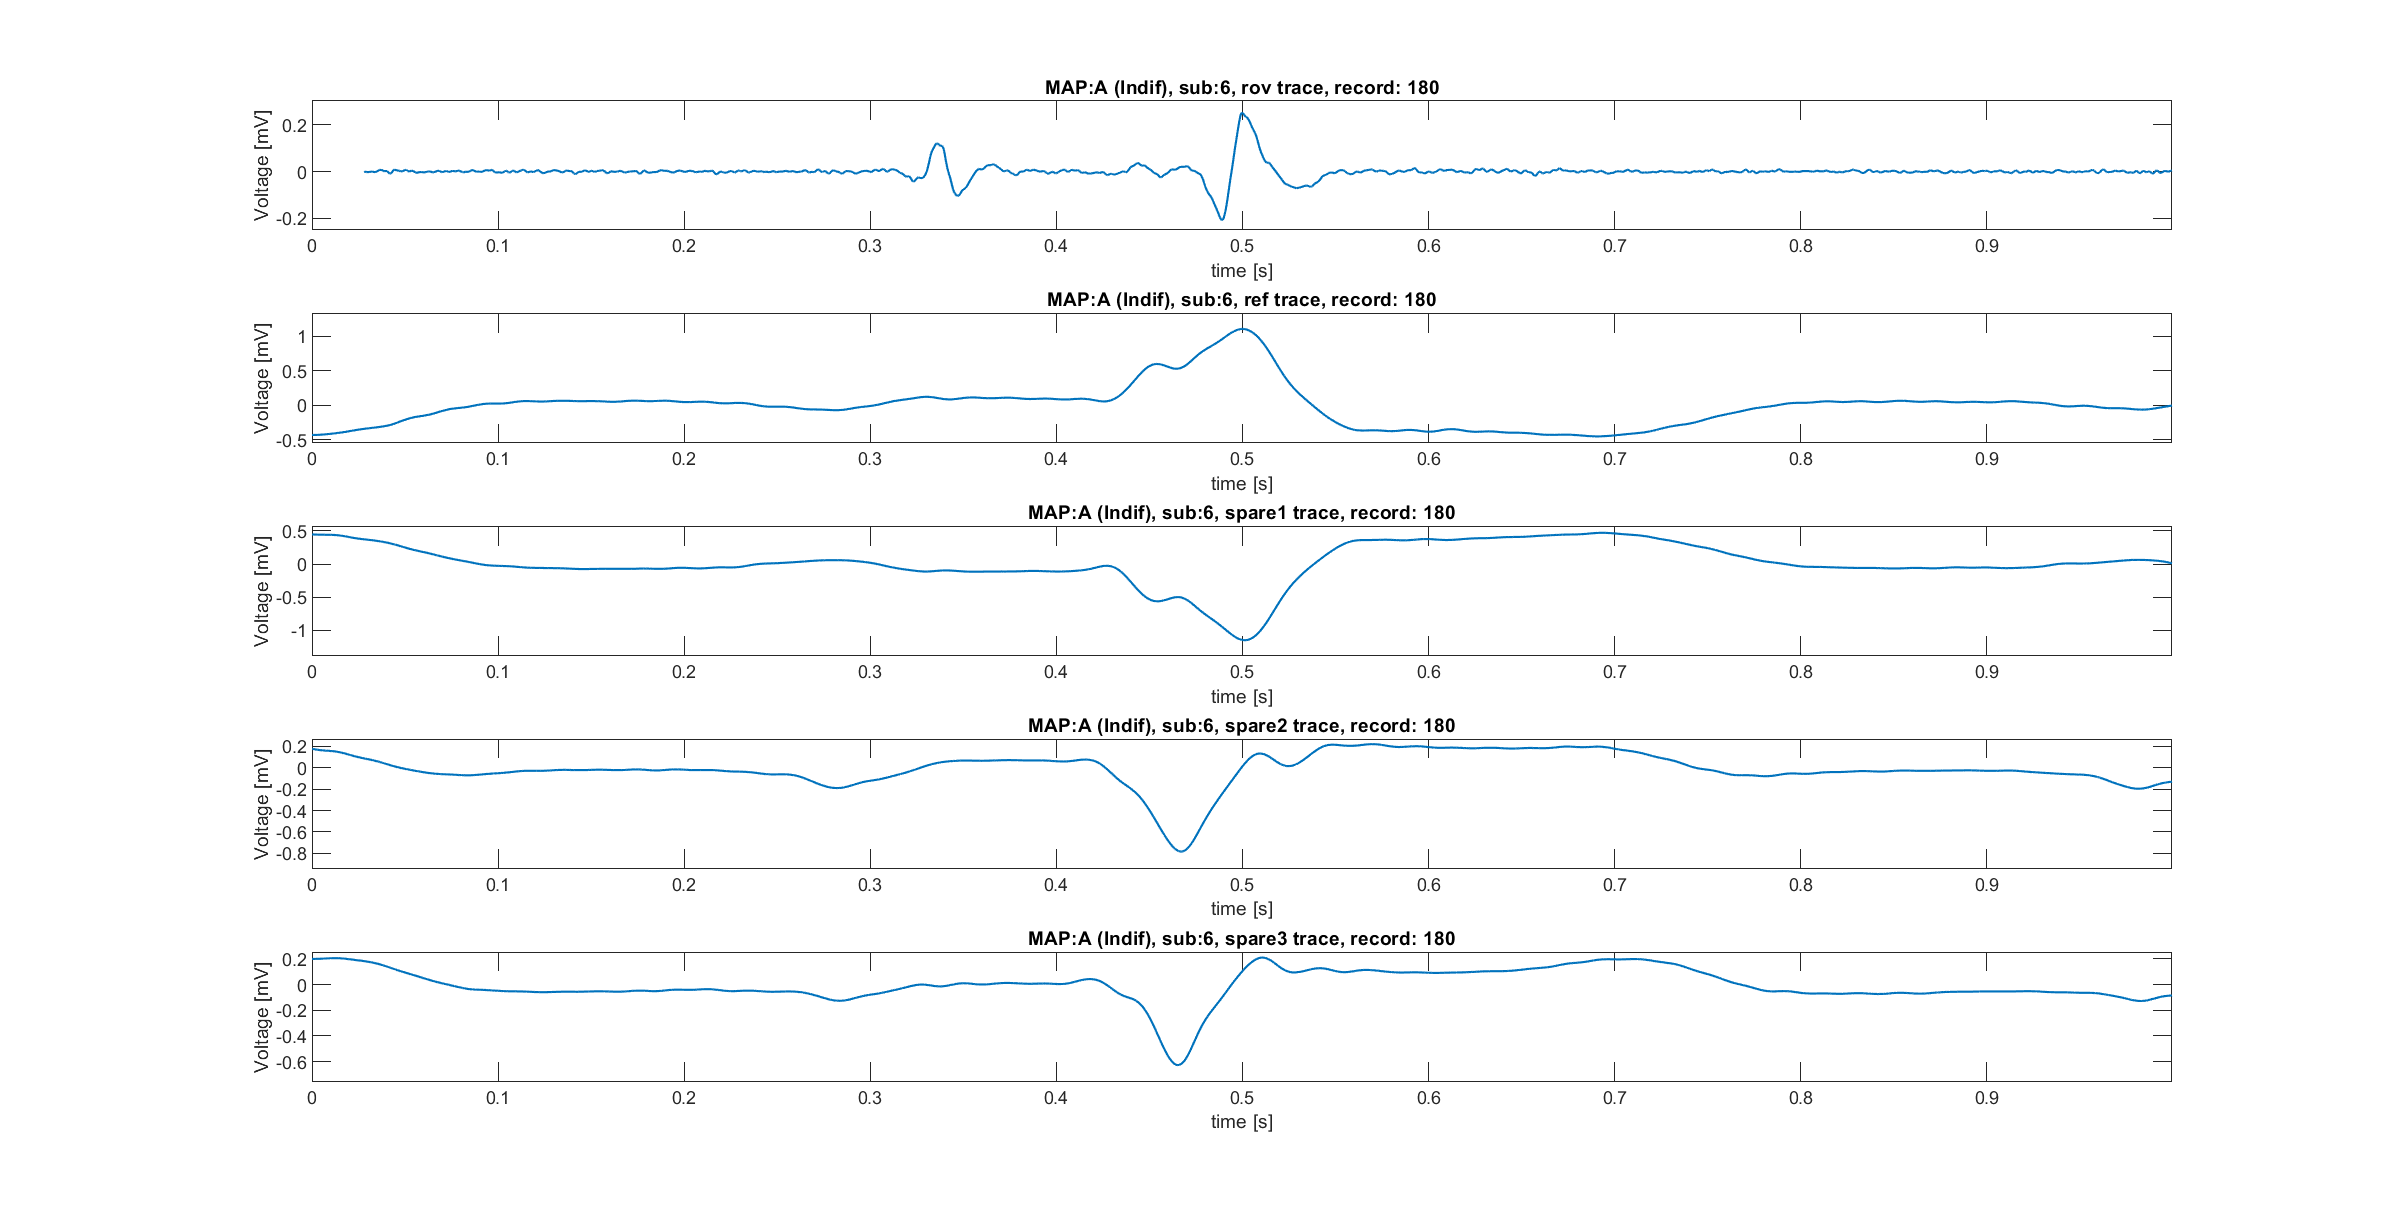 MAP:A (Indif), sub:6, rov trace, record: 180
Voltage [mV]
0.2
0
-0.2
0 0.1 0.2 0.3 0.4 0.5 0.6 0.7 0.8 0.9
time [s]
MAP:A (Indif), sub:6, ref trace, record: 180
Voltage [mV]
1
0.5
0
-0.5
0 0.1 0.2 0.3 0.4 0.5 0.6 0.7 0.8 0.9
time [s]
MAP:A (Indif), sub:6, spare1 trace, record: 180
Voltage [mV]
0.5
0
-0.5
-1
0 0.1 0.2 0.3 0.4 0.5 0.6 0.7 0.8 0.9
time [s]
MAP:A (Indif), sub:6, spare2 trace, record: 180
Voltage [mV]
0.2
0
-0.2
-0.4
-0.6
-0.8
0 0.1 0.2 0.3 0.4 0.5 0.6 0.7 0.8 0.9
time [s]
MAP:A (Indif), sub:6, spare3 trace, record: 180
Voltage [mV]
0.2
0
-0.2
-0.4
-0.6
0 0.1 0.2 0.3 0.4 0.5 0.6 0.7 0.8 0.9
time [s]